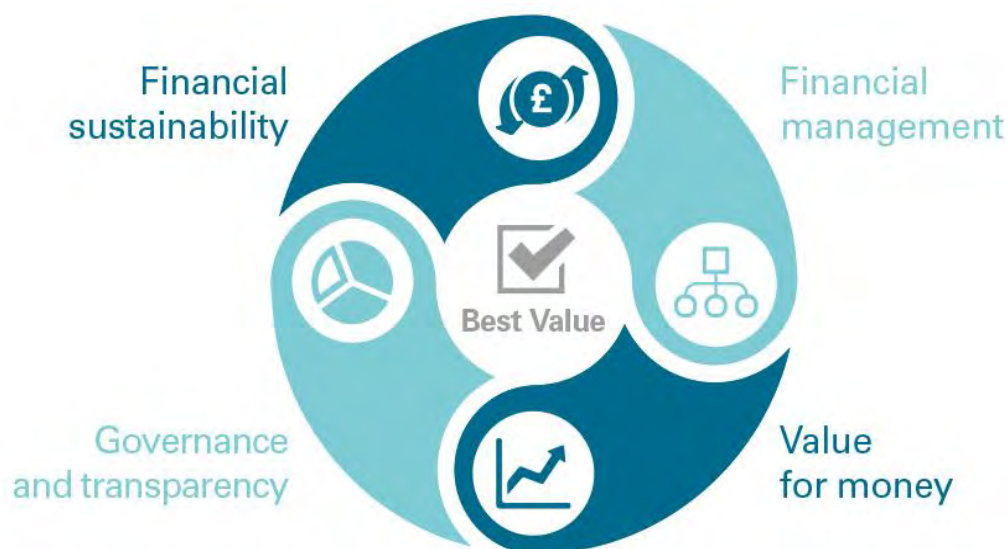 Financial
sustainability
Financial
management
£
Best Value
Governance
and transparency
Value
for money